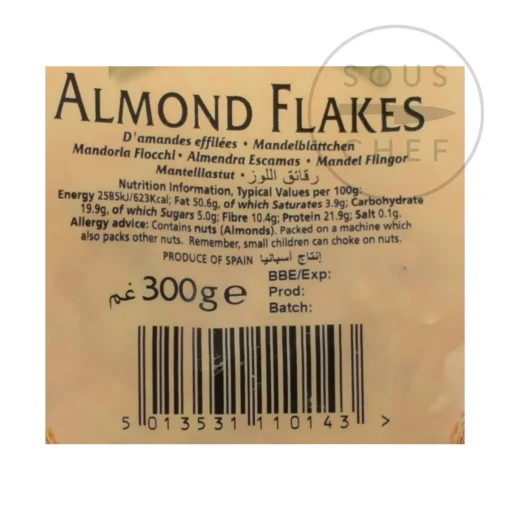 SOUS
CHEF
ALMOND FLAKES
D'amandes effilées • Mandelblättchen
Mandorla Fiocchi • Almendra Escamas • Mandel Flingor
Mantelllastut • رقائق اللوز
Nutrition Information, Typical Values per 100g:
Energy 2585kJ/623Kcal; Fat 50.6g, of which Saturates 3.9g; Carbohydrate
19.9g, of which Sugars 5.0g; Fibre 10.4g; Protein 21.9g; Salt 0.1g.
Allergy advice: Contains nuts (Almonds). Packed on a machine which
also packs other nuts. Remember, small children can choke on nuts.
PRODUCE OF SPAIN إنتاج أسبانيا
غم 300g e
BBE/Exp:
Prod:
Batch:
5 013531 110143 >